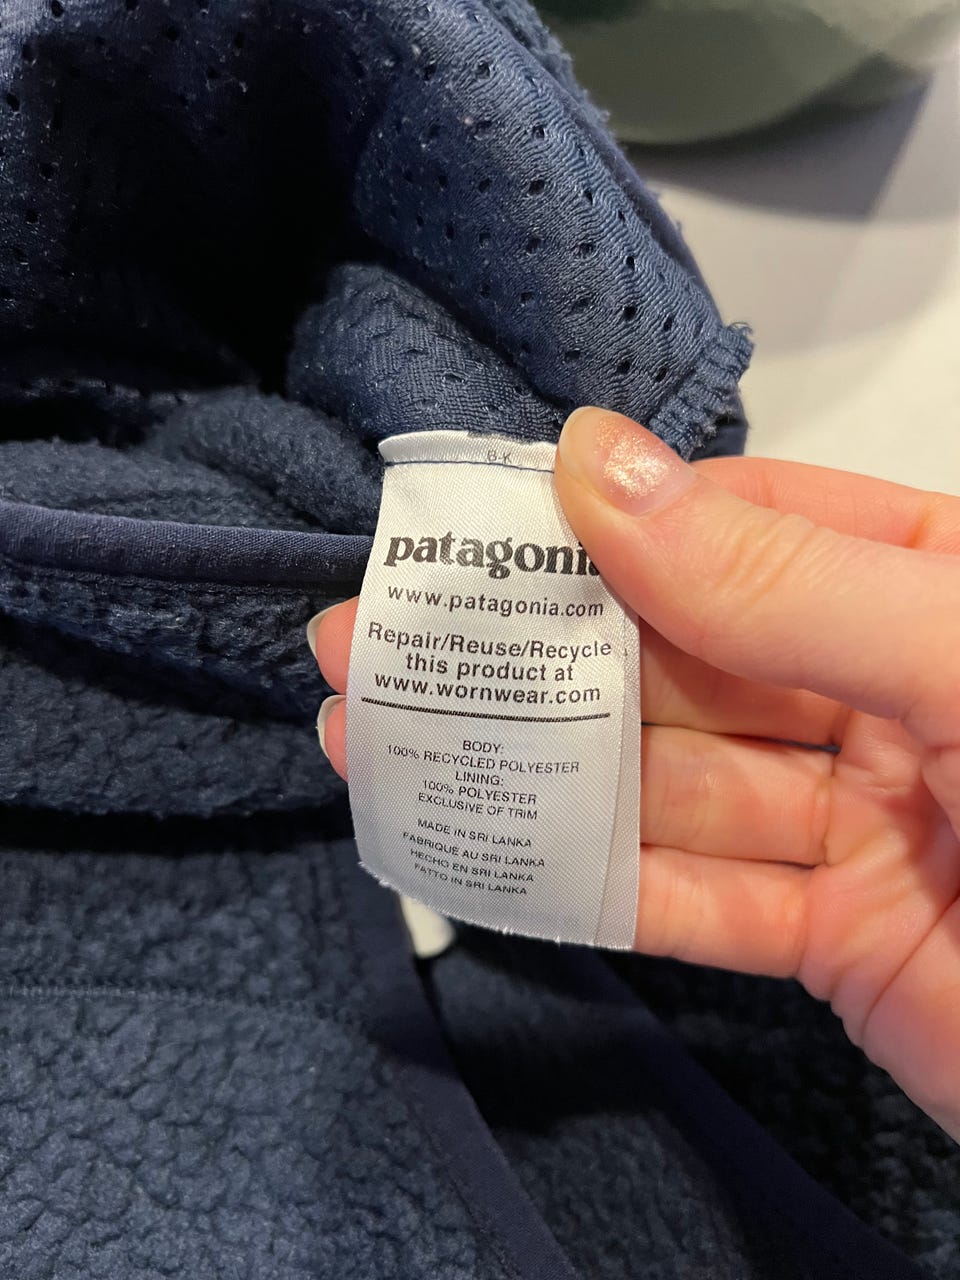 B-K
patagonia
www.patagonia.com
Repair/Reuse/Recycle
this product at
www.wornwear.com
BODY:
100% RECYCLED POLYESTER
LINING:
100% POLYESTER
EXCLUSIVE OF TRIM
MADE IN SRI LANKA
FABRIQUE AU SRI LANKA
HECHO EN SRI LANKA
FATTO IN SRI LANKA